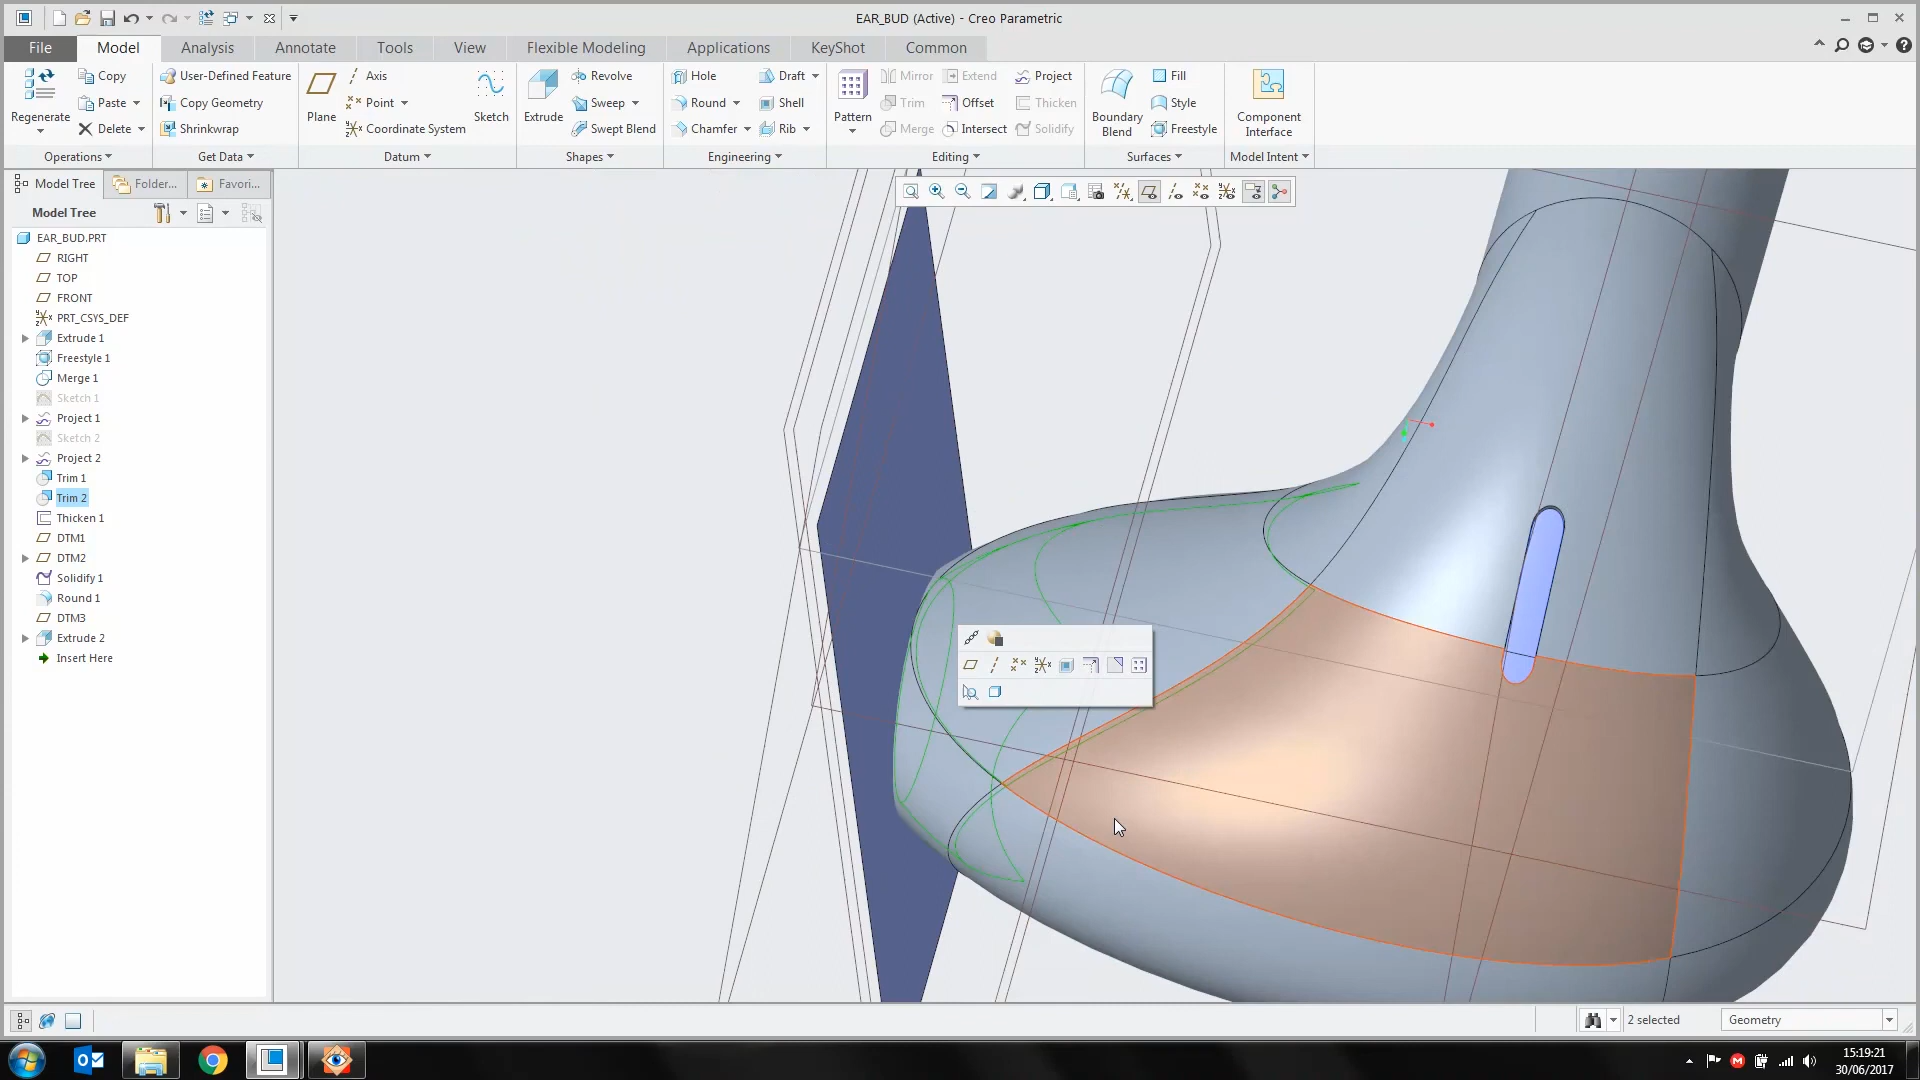 EAR_BUD (Active) - Creo Parametric
File Model Analysis Annotate Tools View Flexible Modeling Applications KeyShot Common
Regenerate
Copy
Paste
Delete
Operations
User-Defined Feature
Copy Geometry
Shrinkwrap
Get Data
Plane
Axis
Point
Coordinate System
Sketch
Datum
Extrude
Revolve
Sweep
Swept Blend
Shapes
Hole
Round
Chamfer
Draft
Shell
Rib
Engineering
Pattern
Mirror
Trim
Merge
Extend
Offset
Intersect
Project
Thicken
Solidify
Editing
Boundary
Blend
Fill
Style
Freestyle
Surfaces
Component
Interface
Model Intent
Model Tree Folder... Favori...
Model Tree
EAR_BUD.PRT
RIGHT
TOP
FRONT
PRT_CSYS_DEF
Extrude 1
Freestyle 1
Merge 1
Sketch 1
Project 1
Sketch 2
Project 2
Trim 1
Trim 2
Thicken 1
DTM1
DTM2
Solidify 1
Round 1
DTM3
Extrude 2
Insert Here
2 selected
Geometry
15:19:21
30/06/2017